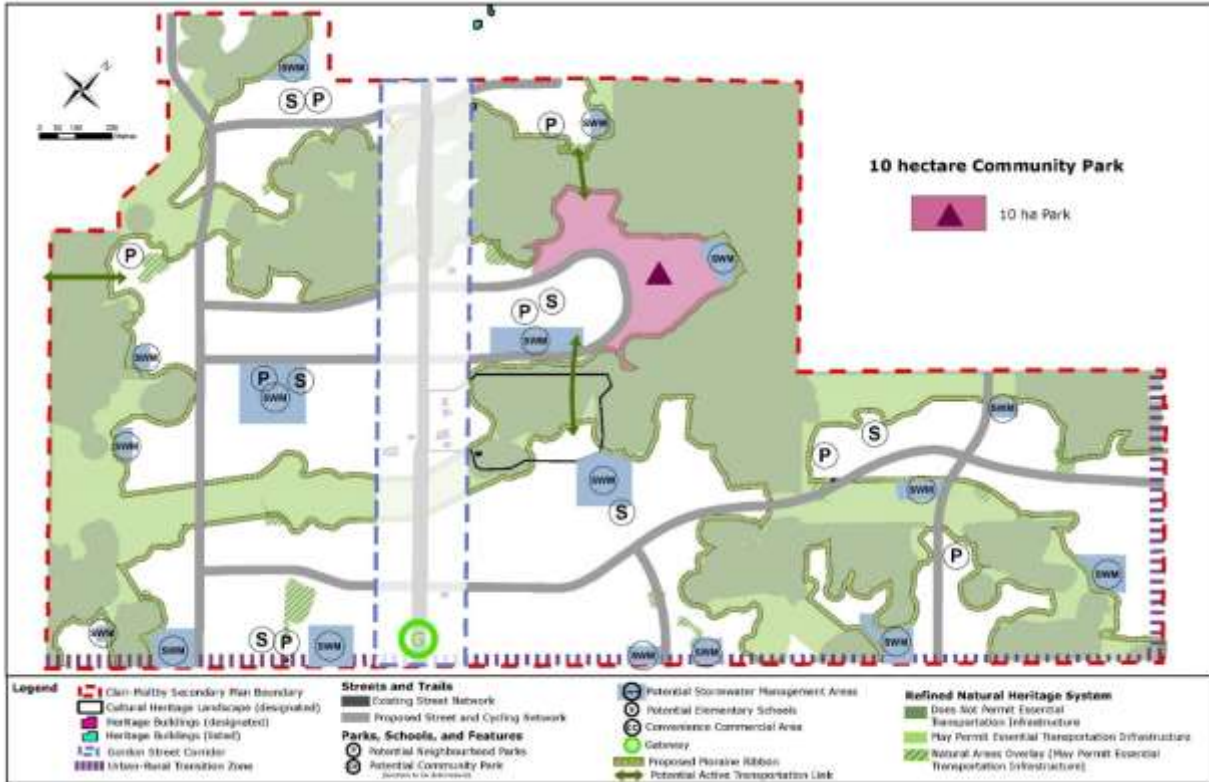 N
10 hectare Community Park
10 ha Park
SWM
S P
P
SWM
P
SWM
P S
SWM
SWM
P S
SWM
SWM
SWM
S
P
SWM
SWM
S
SWM
P
SWM
SWM
SWM
S P
SWM
G
SWM
SWM
SWM
Legend
Clair-Maltby Secondary Plan Boundary
Cultural Heritage Landscape (designated)
Heritage Buildings (designated)
Heritage Buildings (listed)
Gordon Street Corridor
Urban-Rural Transition Zone
Streets and Trails
Existing Street Network
Proposed Street and Cycling Network
Parks, Schools, and Features
Potential Neighbourhood Parks
Potential Community Park
Potential Stormwater Management Areas
Potential Elementary Schools
Convenience Commercial Area
Gateway
Proposed Moraine Ribbon
Potential Active Transportation Link
Refined Natural Heritage System
Does Not Permit Essential
Transportation Infrastructure
May Permit Essential Transportation Infrastructure
Natural Areas Overlay (May Permit Essential
Transportation Infrastructure)